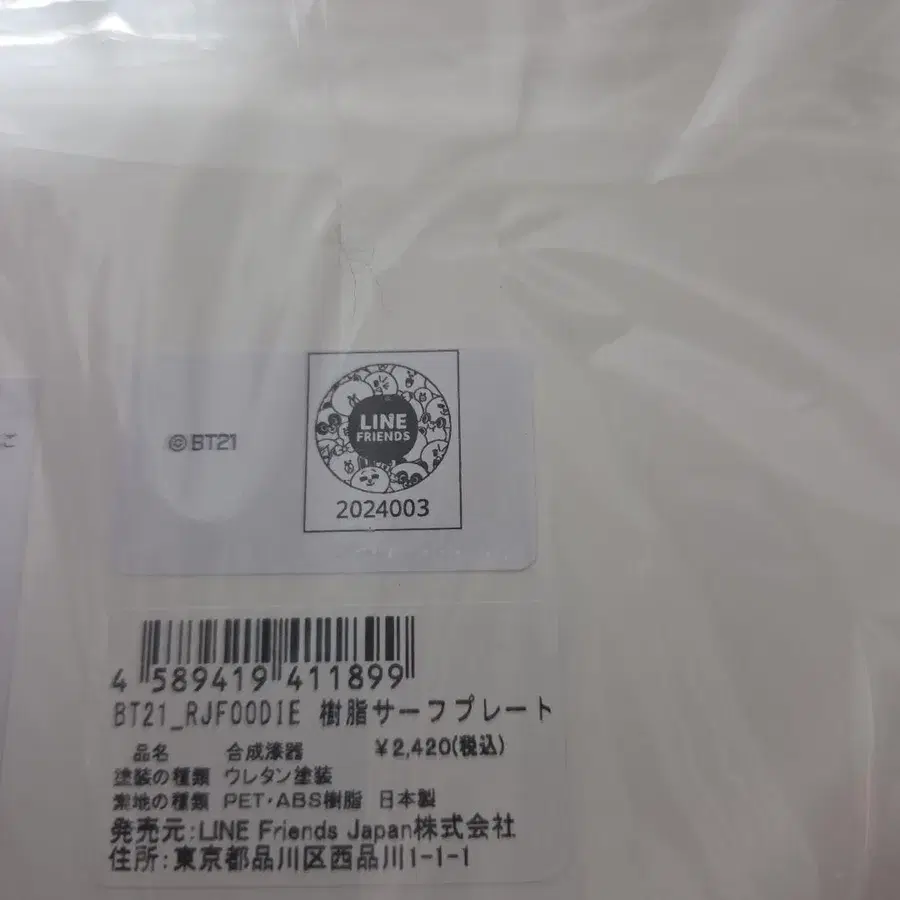 こ
© BT21
LINE
FRIENDS
2024003
4 589419 411899
BT21_RJFOODIE 樹脂サーフプレート
品名 合成漆器 ¥2,420(税込)
塗装の種類 ウレタン塗装
素地の種類 PET・ABS樹脂 日本製
発売元:LINE Friends Japan株式会社
住所:東京都品川区西品川1-1-1